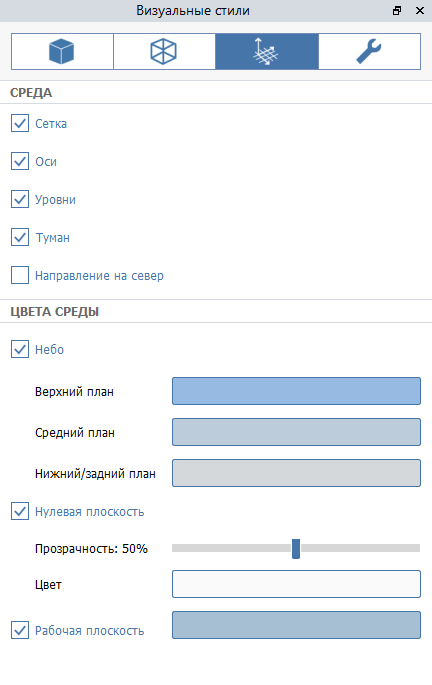 Визуальные стили
СРЕДА
Сетка
Оси
Уровни
Туман
Направление на север
ЦВЕТА СРЕДЫ
Небо
Верхний план
Средний план
Нижний/задний план
Нулевая плоскость
Прозрачность: 50%
Цвет
Рабочая плоскость